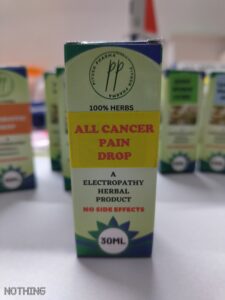 pp
100% HERBS
ALL CANCER
PAIN
DROP
A
ELECTROPATHY
HERBAL
PRODUCT
NO SIDE EFFECTS
30ML
NOTHING